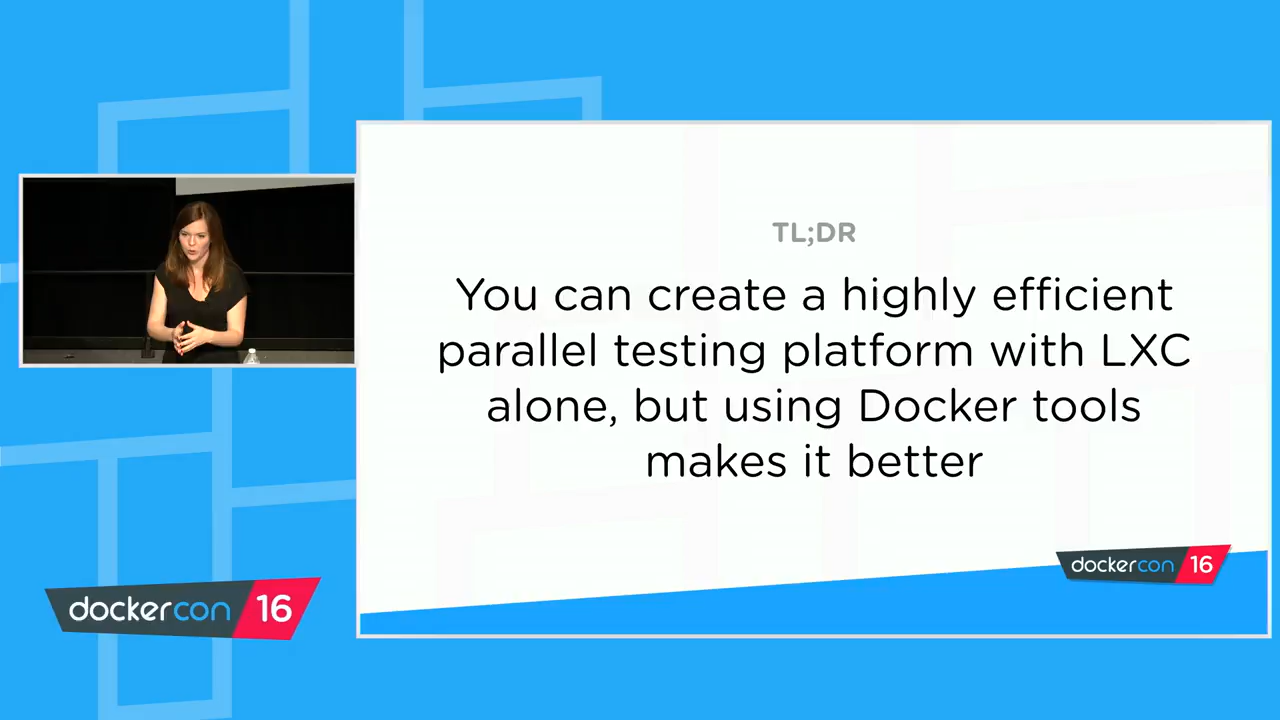 TL;DR
You can create a highly efficient
parallel testing platform with LXC
alone, but using Docker tools
makes it better
dockercon 16
dockercon 16